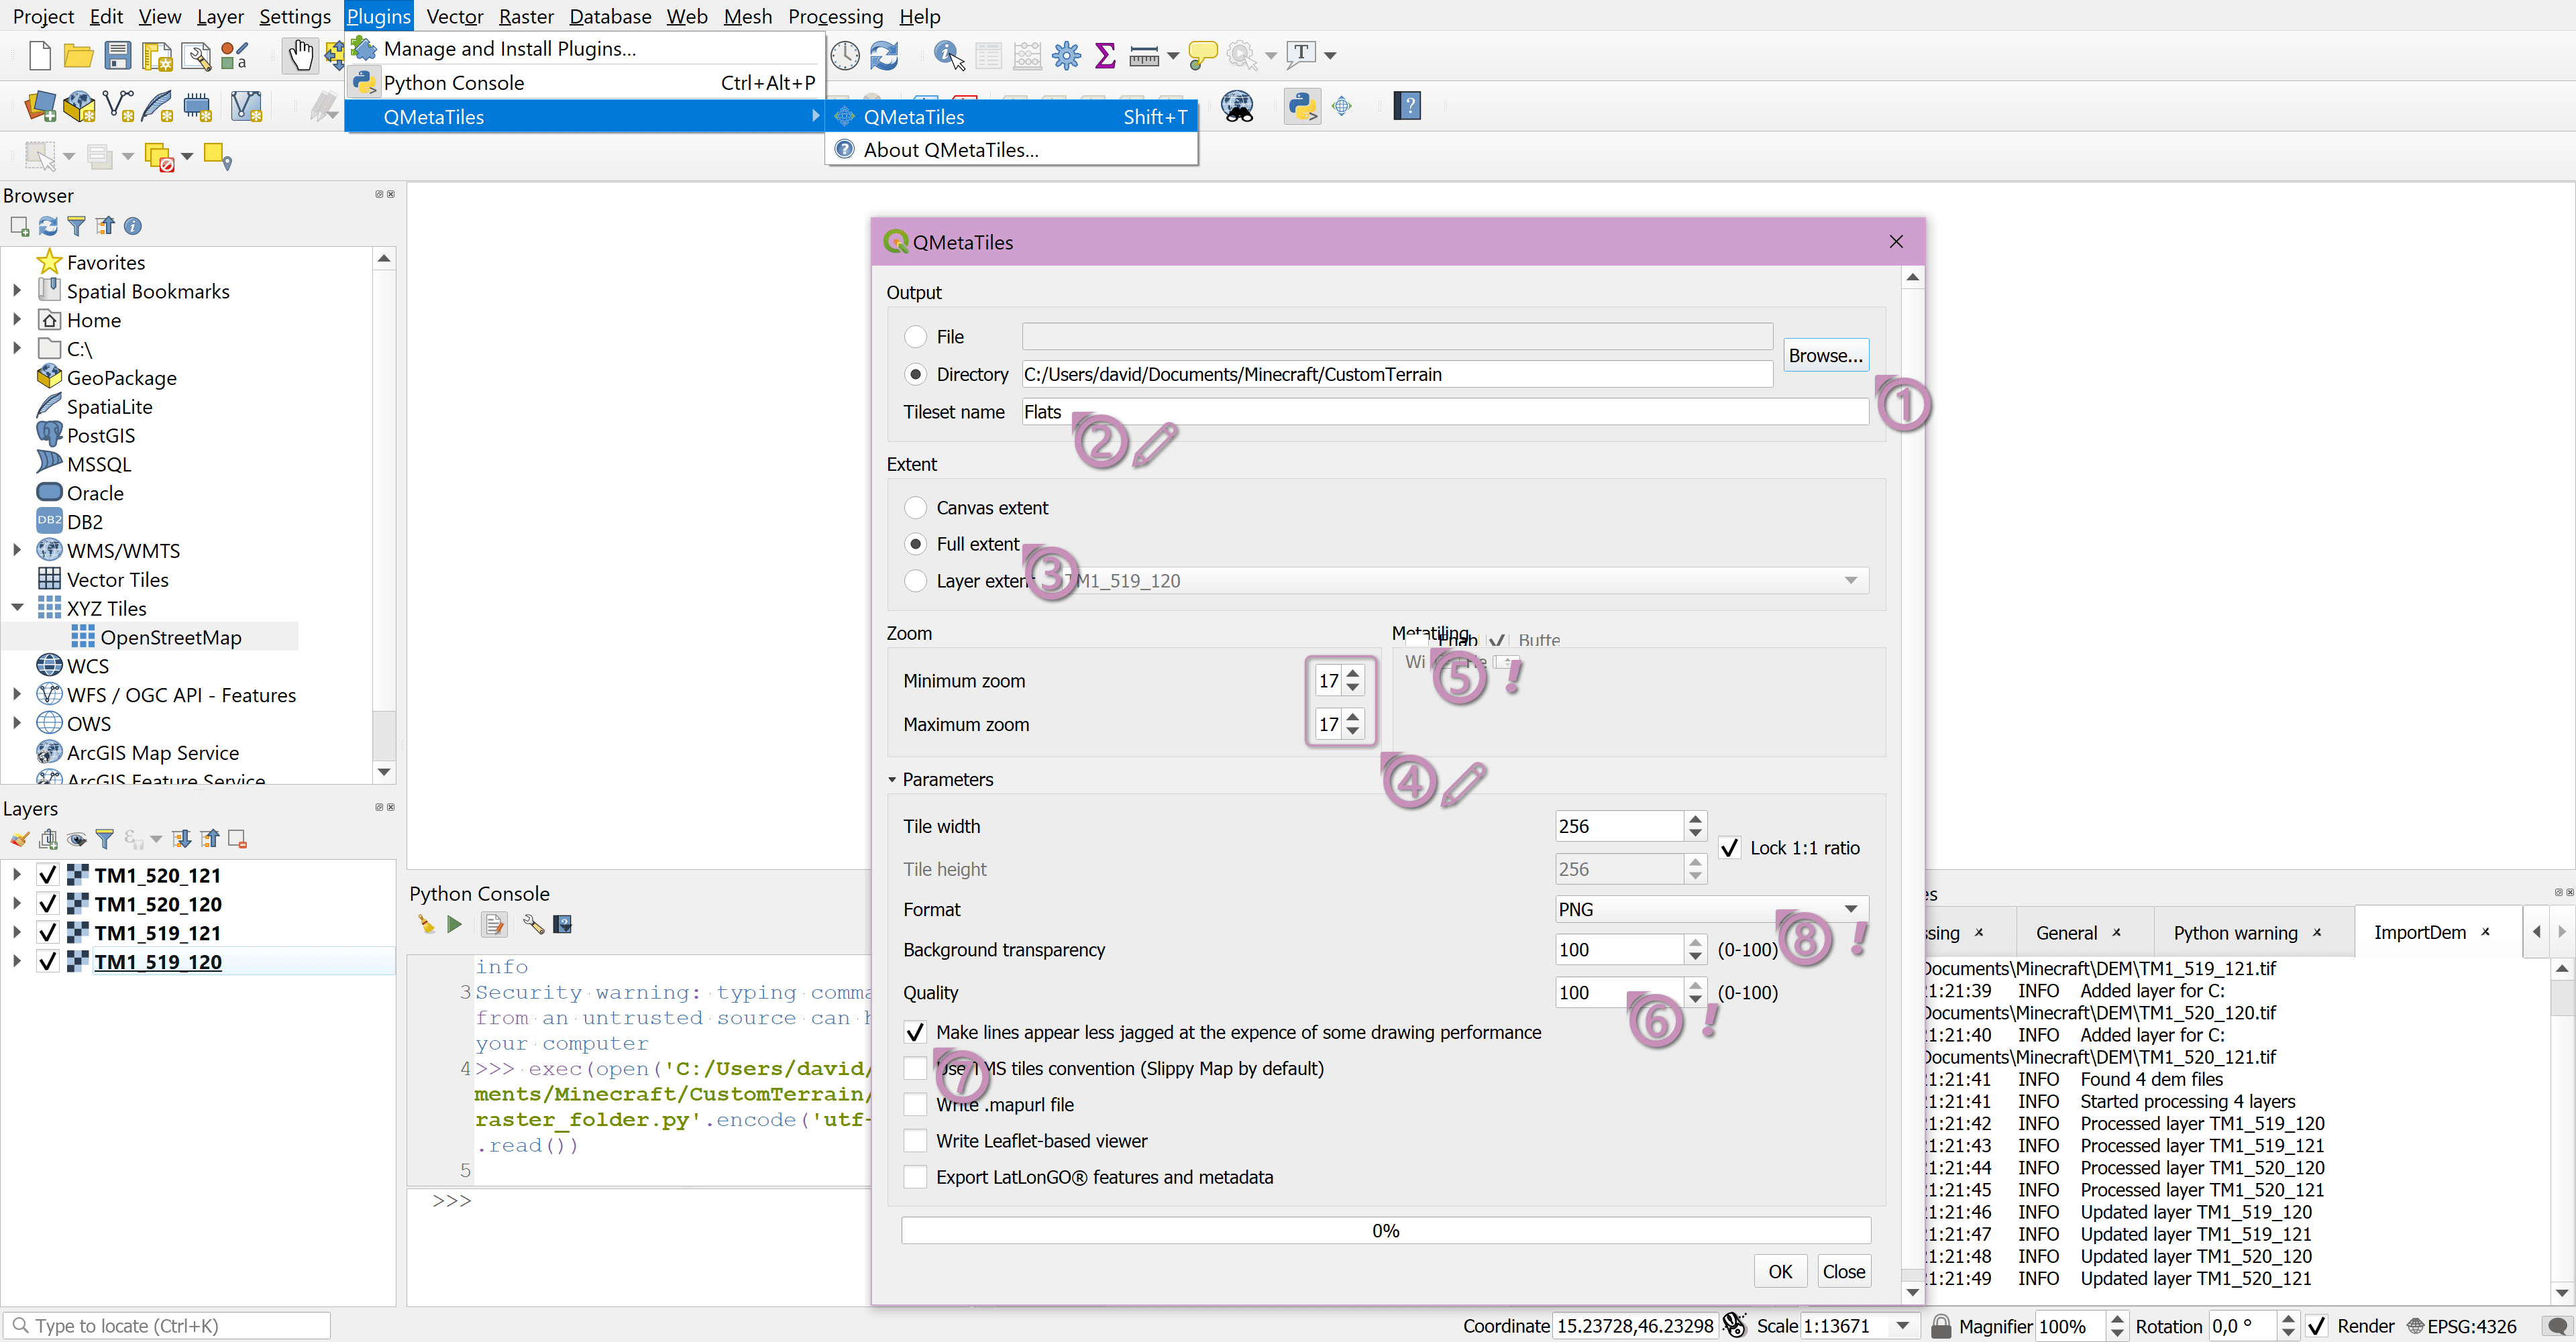 Project Edit View Layer Settings Plugins Vector Raster Database Web Mesh Processing Help
Manage and Install Plugins...
Python Console Ctrl+Alt+P
QMetaTiles
QMetaTiles Shift+T
About QMetaTiles...
Browser
Favorites
Spatial Bookmarks
Home
C:\
GeoPackage
SpatiaLite
PostGIS
MSSQL
Oracle
DB2
WMS/WMTS
Vector Tiles
XYZ Tiles
OpenStreetMap
WCS
WFS / OGC API - Features
OWS
ArcGIS Map Service
ArcGIS Feature Service
Layers
TM1_520_121
TM1_520_120
TM1_519_121
TM1_519_120
QMetaTiles
Output
File
Browse...
Directory C:/Users/david/Documents/Minecraft/CustomTerrain
1
Tileset name Flats
2
Extent
Canvas extent
Full extent
3
Layer exten TM1_519_120
Zoom
Minimum zoom 17
Maximum zoom 17
4
Metatiling
Enab Buffe
Wi He
5 !
Parameters
Tile width 256
Lock 1:1 ratio
Tile height 256
Format PNG
8 !
Background transparency 100 (0-100)
Quality 100 (0-100)
6 !
Make lines appear less jagged at the expence of some drawing performance
7
Use TMS tiles convention (Slippy Map by default)
Write .mapurl file
Write Leaflet-based viewer
Export LatLonGO® features and metadata
0%
OK Close
Python Console
info
3 Security warning: typing comma
from an untrusted source can h
your computer
4 >>> exec(open('C:/Users/david/
ments/Minecraft/CustomTerrain/
raster_folder.py'.encode('utf-
.read())
5
>>>
es
ssing General Python warning ImportDem
Documents\Minecraft\DEM\TM1_519_121.tif
1:21:39 INFO Added layer for C:
Documents\Minecraft\DEM\TM1_520_120.tif
1:21:40 INFO Added layer for C:
Documents\Minecraft\DEM\TM1_520_121.tif
1:21:41 INFO Found 4 dem files
1:21:41 INFO Started processing 4 layers
1:21:42 INFO Processed layer TM1_519_120
1:21:43 INFO Processed layer TM1_519_121
1:21:44 INFO Processed layer TM1_520_120
1:21:45 INFO Processed layer TM1_520_121
1:21:46 INFO Updated layer TM1_519_120
1:21:47 INFO Updated layer TM1_519_121
1:21:48 INFO Updated layer TM1_520_120
1:21:49 INFO Updated layer TM1_520_121
Type to locate (Ctrl+K)
Coordinate 15.23728,46.23298 Scale 1:13671 Magnifier 100% Rotation 0,0 ° Render EPSG:4326